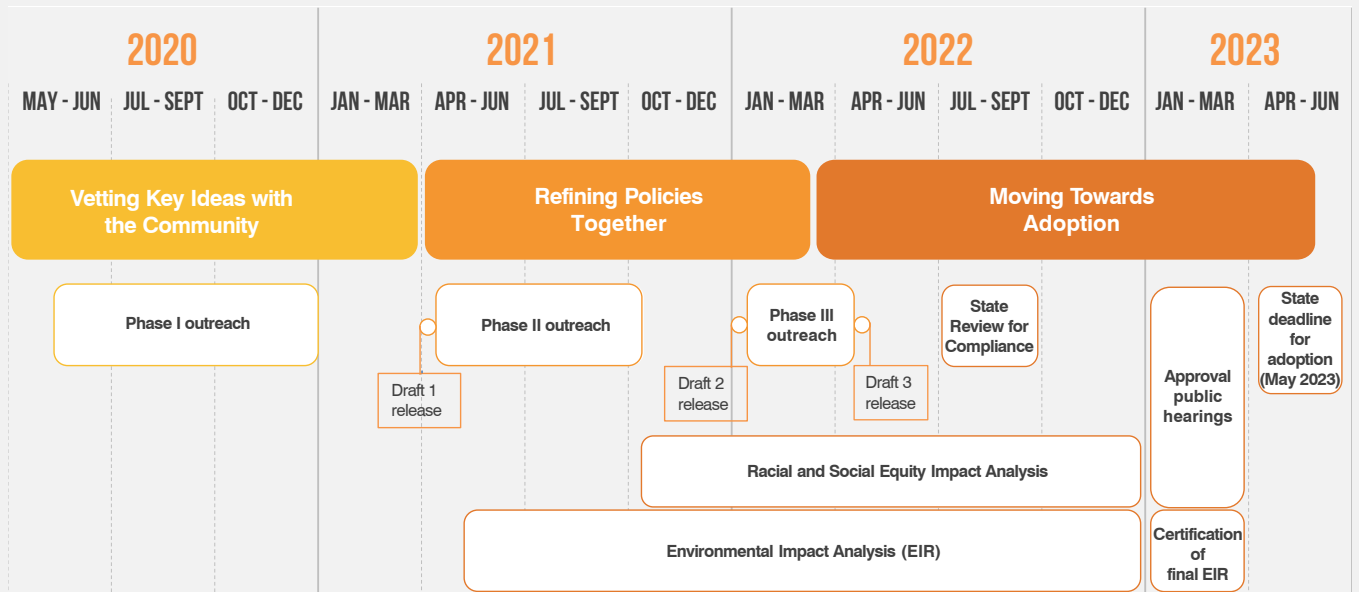 2020
2021
2022
2023
MAY - JUN
JUL - SEPT
OCT - DEC
JAN - MAR
APR - JUN
JUL - SEPT
OCT - DEC
JAN - MAR
APR - JUN
JUL - SEPT
OCT - DEC
JAN - MAR
APR - JUN
Vetting Key Ideas with
the Community
Refining Policies
Together
Moving Towards
Adoption
Phase I outreach
Phase II outreach
Phase III
outreach
State
Review for
Compliance
State
deadline
for
adoption
(May 2023)
Draft 1
release
Draft 2
release
Draft 3
release
Approval
public
hearings
Racial and Social Equity Impact Analysis
Environmental Impact Analysis (EIR)
Certification
of
final EIR